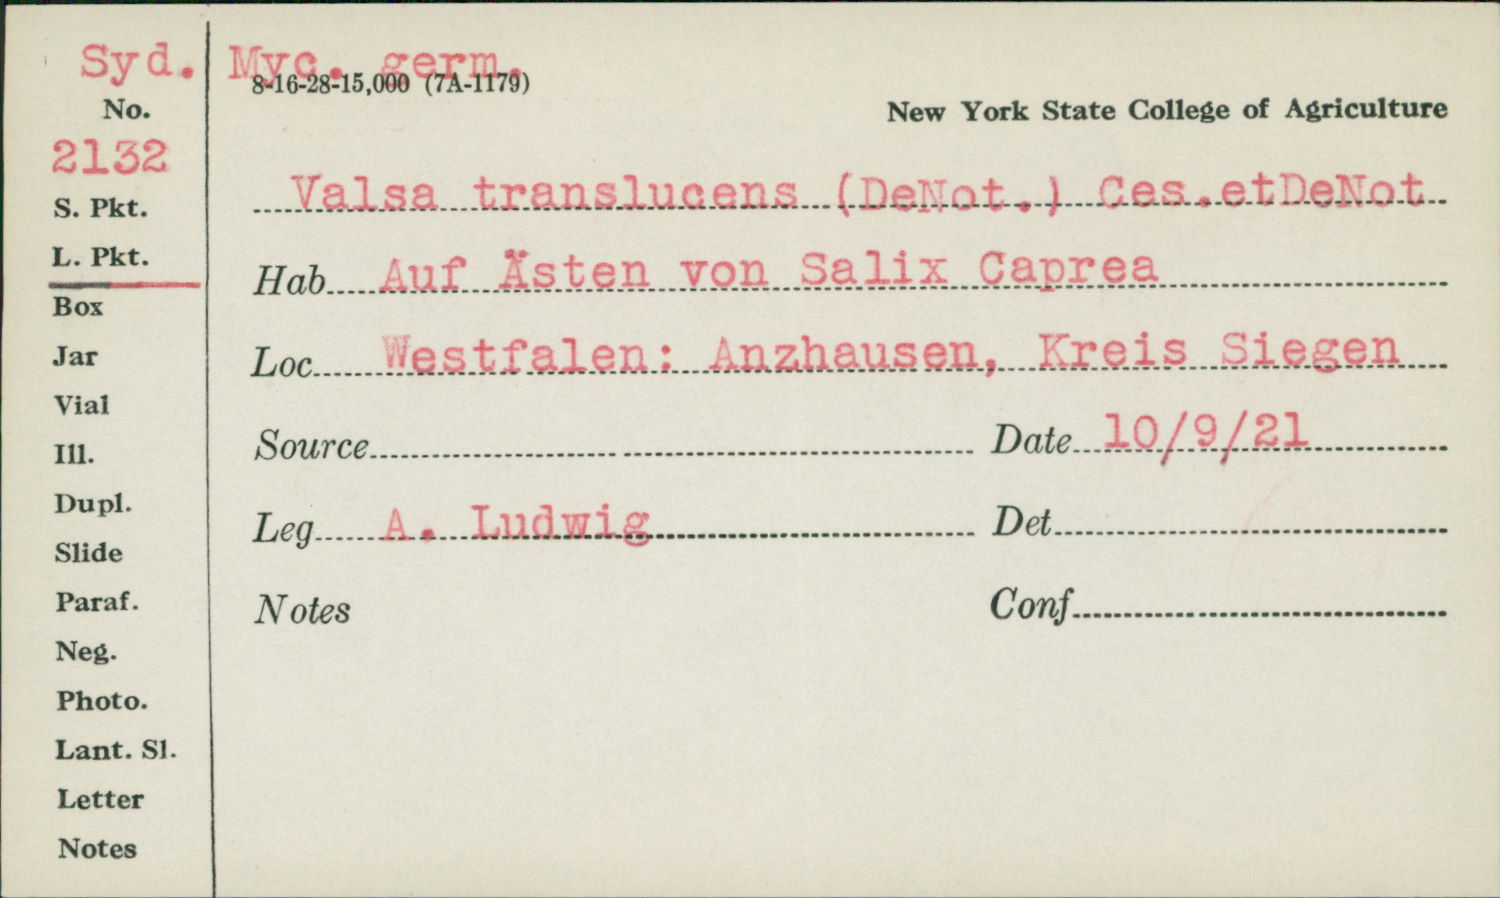 Syd. Myc. germ.
8-16-28-15,000 (7A-1179)
No.
New York State College of Agriculture
2132
Valsa translucens (DeNot.) Ces.etDeNot
S. Pkt.
L. Pkt.
Hab Auf Ästen von Salix Caprea
Box
Jar
Loc Westfalen: Anzhausen, Kreis Siegen
Vial
Source Date 10/9/21
Ill.
Dupl.
Leg A. Ludwig Det
Slide
Paraf.
Notes Conf
Neg.
Photo.
Lant. Sl.
Letter
Notes